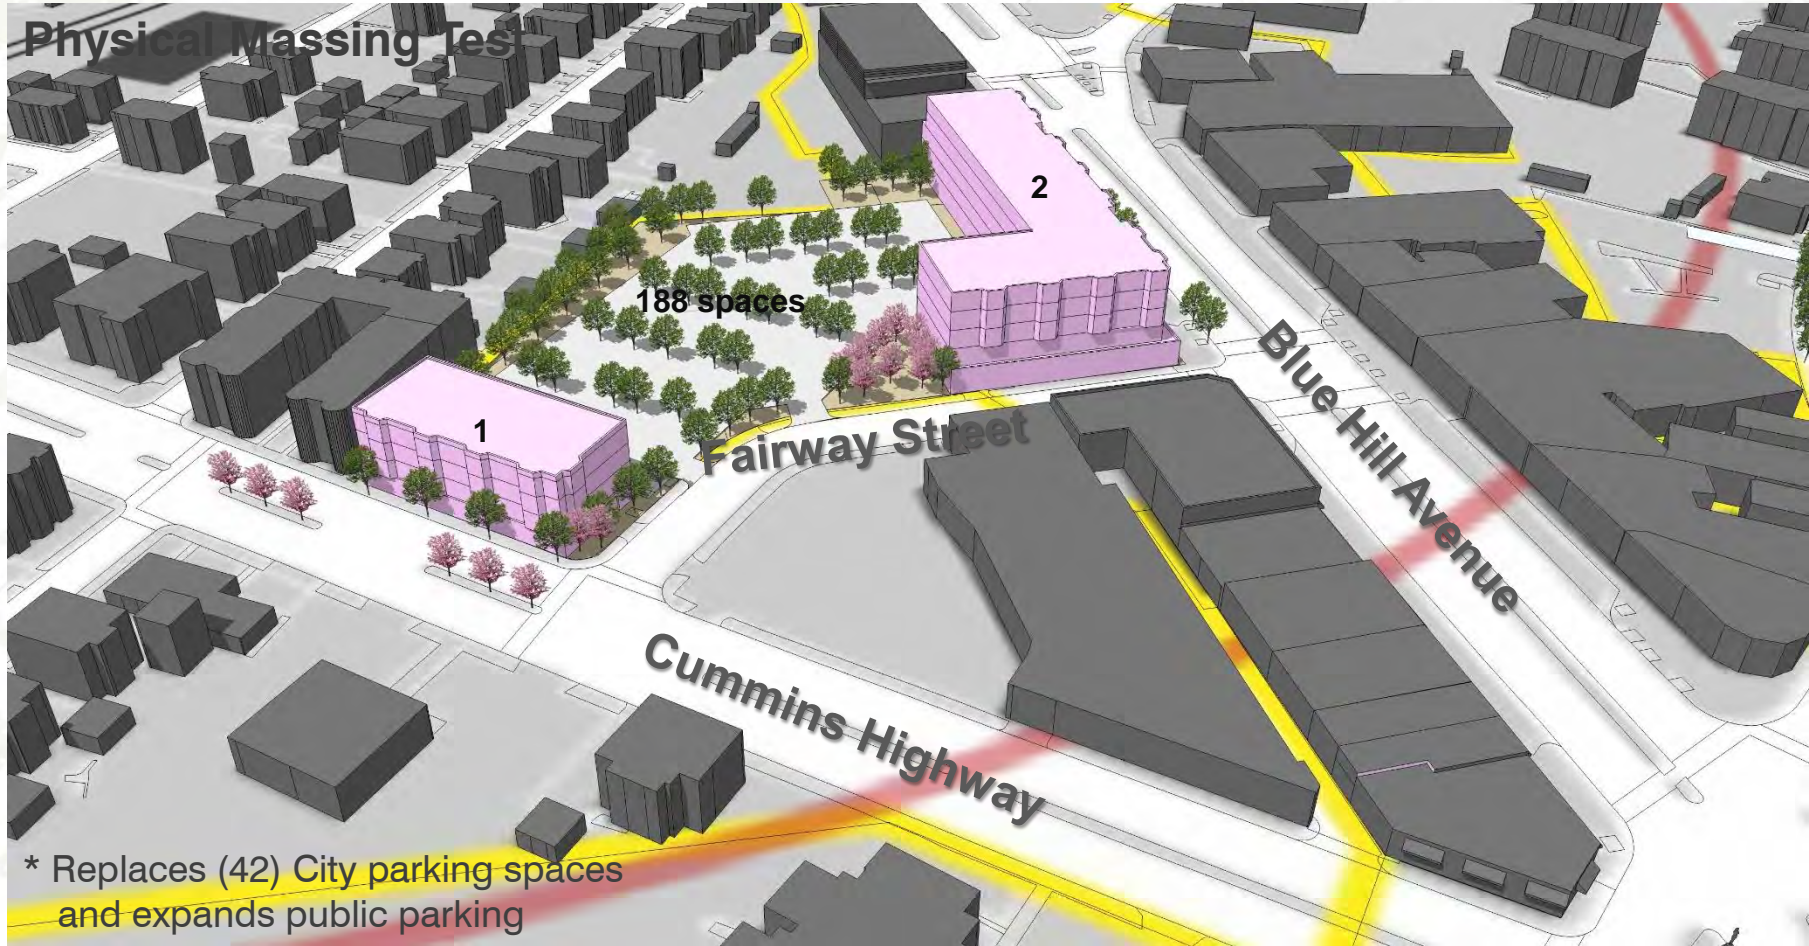 Physical Massing Test
2
188 spaces
1
Fairway Street
Blue Hill Avenue
Cummins Highway
* Replaces (42) City parking spaces
and expands public parking